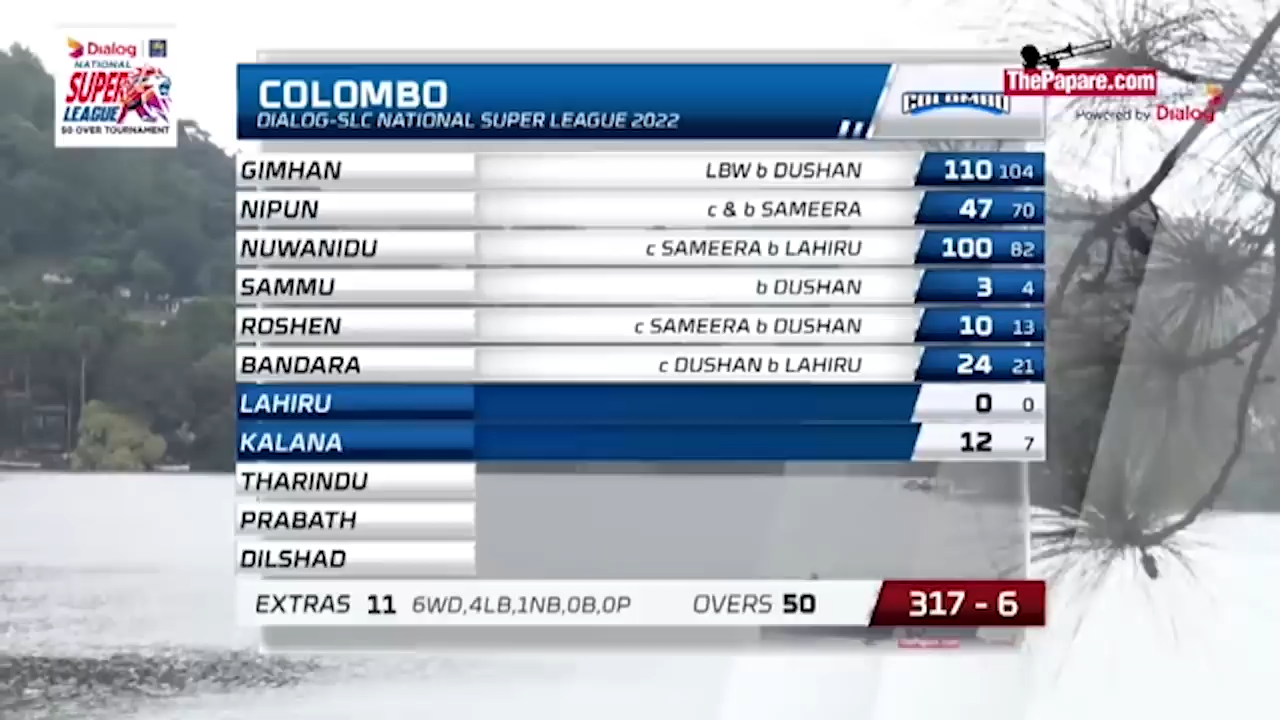 Dialog
NATIONAL
SUPER
LEAGUE
50 OVER TOURNAMENT
COLOMBO
DIALOG-SLC NATIONAL SUPER LEAGUE 2022
COLOMBO
ThePapare.com
Powered by Dialog
GIMHAN LBW b DUSHAN 110 104
NIPUN c & b SAMEERA 47 70
NUWANIDU c SAMEERA b LAHIRU 100 82
SAMMU b DUSHAN 3 4
ROSHEN c SAMEERA b DUSHAN 10 13
BANDARA c DUSHAN b LAHIRU 24 21
LAHIRU 0 0
KALANA 12 7
THARINDU
PRABATH
DILSHAD
EXTRAS 11 6WD,4LB,1NB,0B,0P OVERS 50 317 - 6